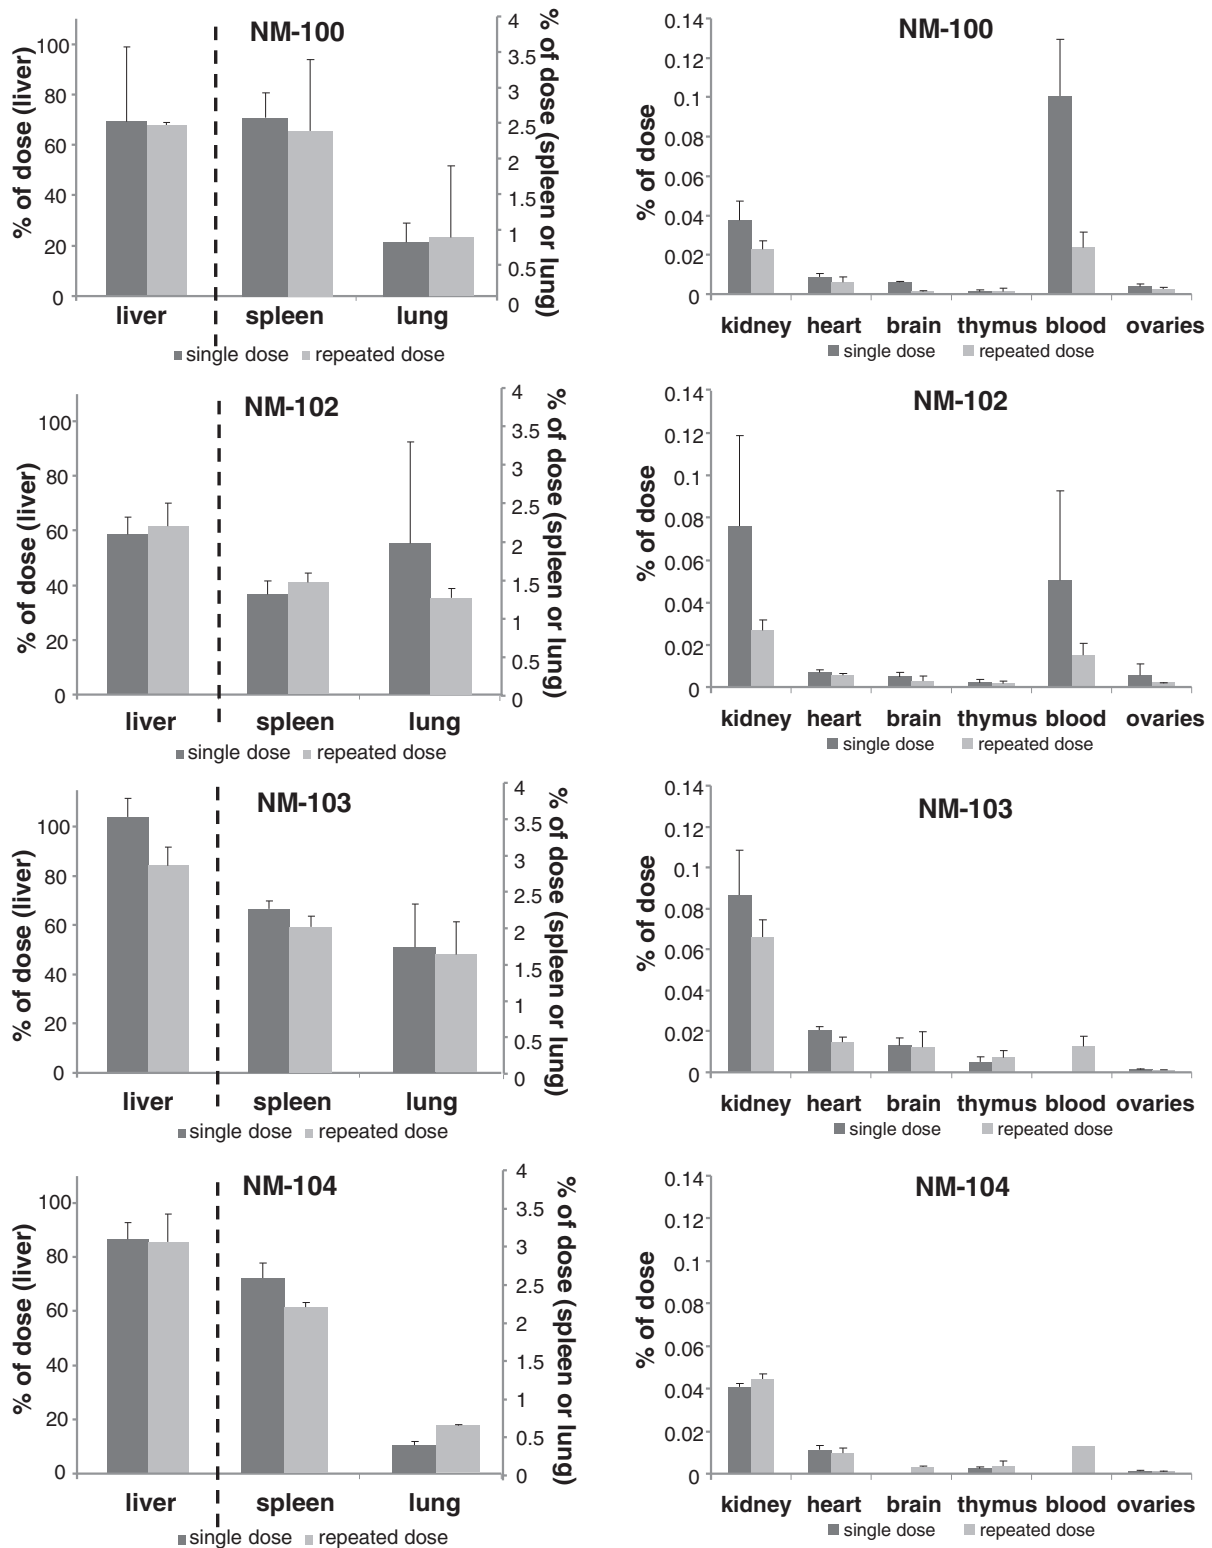 NM-100
% of dose (liver)
100
80
60
40
20
0
4
3.5
3
2.5
2
1.5
1
0.5
0
% of dose (spleen or lung)
liver spleen lung
single dose repeated dose
NM-100
% of dose
0.14
0.12
0.1
0.08
0.06
0.04
0.02
0
kidney heart brain thymus blood ovaries
single dose repeated dose
NM-102
% of dose (liver)
100
80
60
40
20
0
4
3.5
3
2.5
2
1.5
1
0.5
0
% of dose (spleen or lung)
liver spleen lung
single dose repeated dose
NM-102
% of dose
0.14
0.12
0.1
0.08
0.06
0.04
0.02
0
kidney heart brain thymus blood ovaries
single dose repeated dose
NM-103
% of dose (liver)
100
80
60
40
20
0
4
3.5
3
2.5
2
1.5
1
0.5
0
% of dose (spleen or lung)
liver spleen lung
single dose repeated dose
NM-103
% of dose
0.14
0.12
0.1
0.08
0.06
0.04
0.02
0
kidney heart brain thymus blood ovaries
single dose repeated dose
NM-104
% of dose (liver)
100
80
60
40
20
0
4
3.5
3
2.5
2
1.5
1
0.5
0
% of dose (spleen or lung)
liver spleen lung
single dose repeated dose
NM-104
% of dose
0.14
0.12
0.1
0.08
0.06
0.04
0.02
0
kidney heart brain thymus blood ovaries
single dose repeated dose